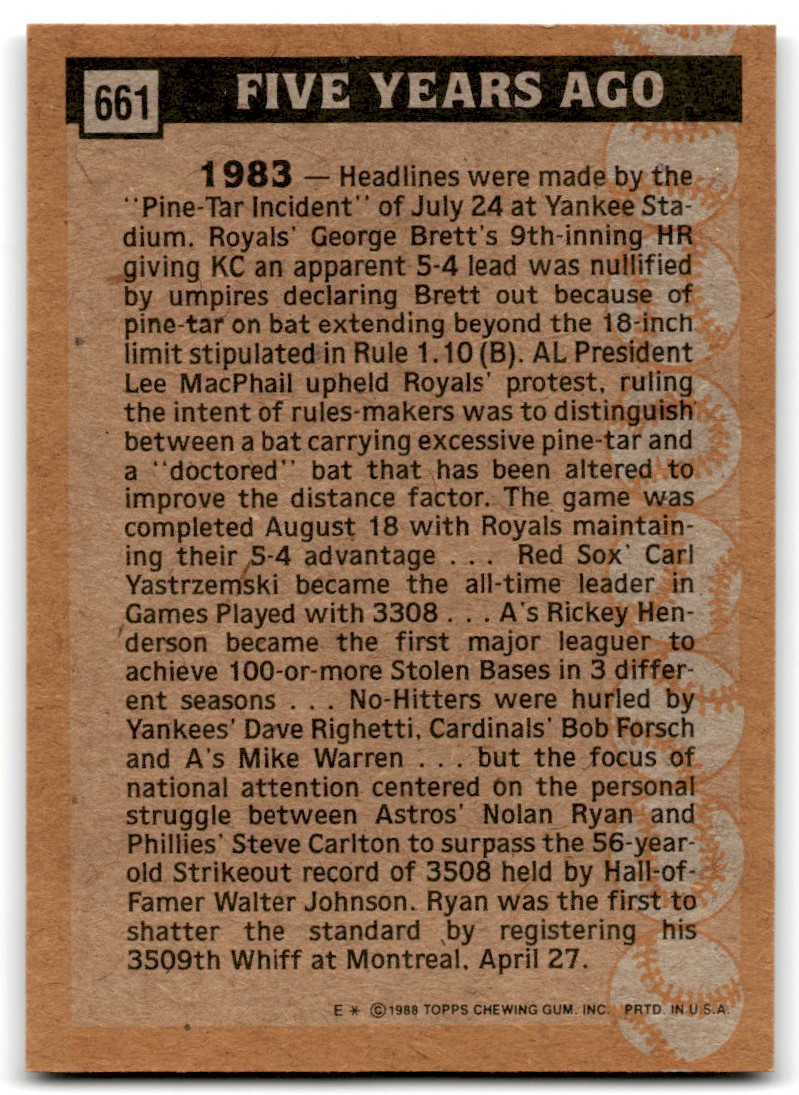 661 FIVE YEARS AGO
1983 — Headlines were made by the
"Pine-Tar Incident" of July 24 at Yankee Sta-
dium. Royals' George Brett's 9th-inning HR
giving KC an apparent 5-4 lead was nullified
by umpires declaring Brett out because of
pine-tar on bat extending beyond the 18-inch
limit stipulated in Rule 1.10 (B). AL President
Lee MacPhail upheld Royals' protest, ruling
the intent of rules-makers was to distinguish
between a bat carrying excessive pine-tar and
a "doctored" bat that has been altered to
improve the distance factor. The game was
completed August 18 with Royals maintain-
ing their 5-4 advantage . . . Red Sox' Carl
Yastrzemski became the all-time leader in
Games Played with 3308 . . . A's Rickey Hen-
derson became the first major leaguer to
achieve 100-or-more Stolen Bases in 3 differ-
ent seasons . . . No-Hitters were hurled by
Yankees' Dave Righetti, Cardinals' Bob Forsch
and A's Mike Warren . . . but the focus of
national attention centered on the personal
struggle between Astros' Nolan Ryan and
Phillies' Steve Carlton to surpass the 56-year-
old Strikeout record of 3508 held by Hall-of-
Famer Walter Johnson. Ryan was the first to
shatter the standard by registering his
3509th Whiff at Montreal, April 27.
E * © 1988 TOPPS CHEWING GUM, INC. PRTD. IN U.S.A.